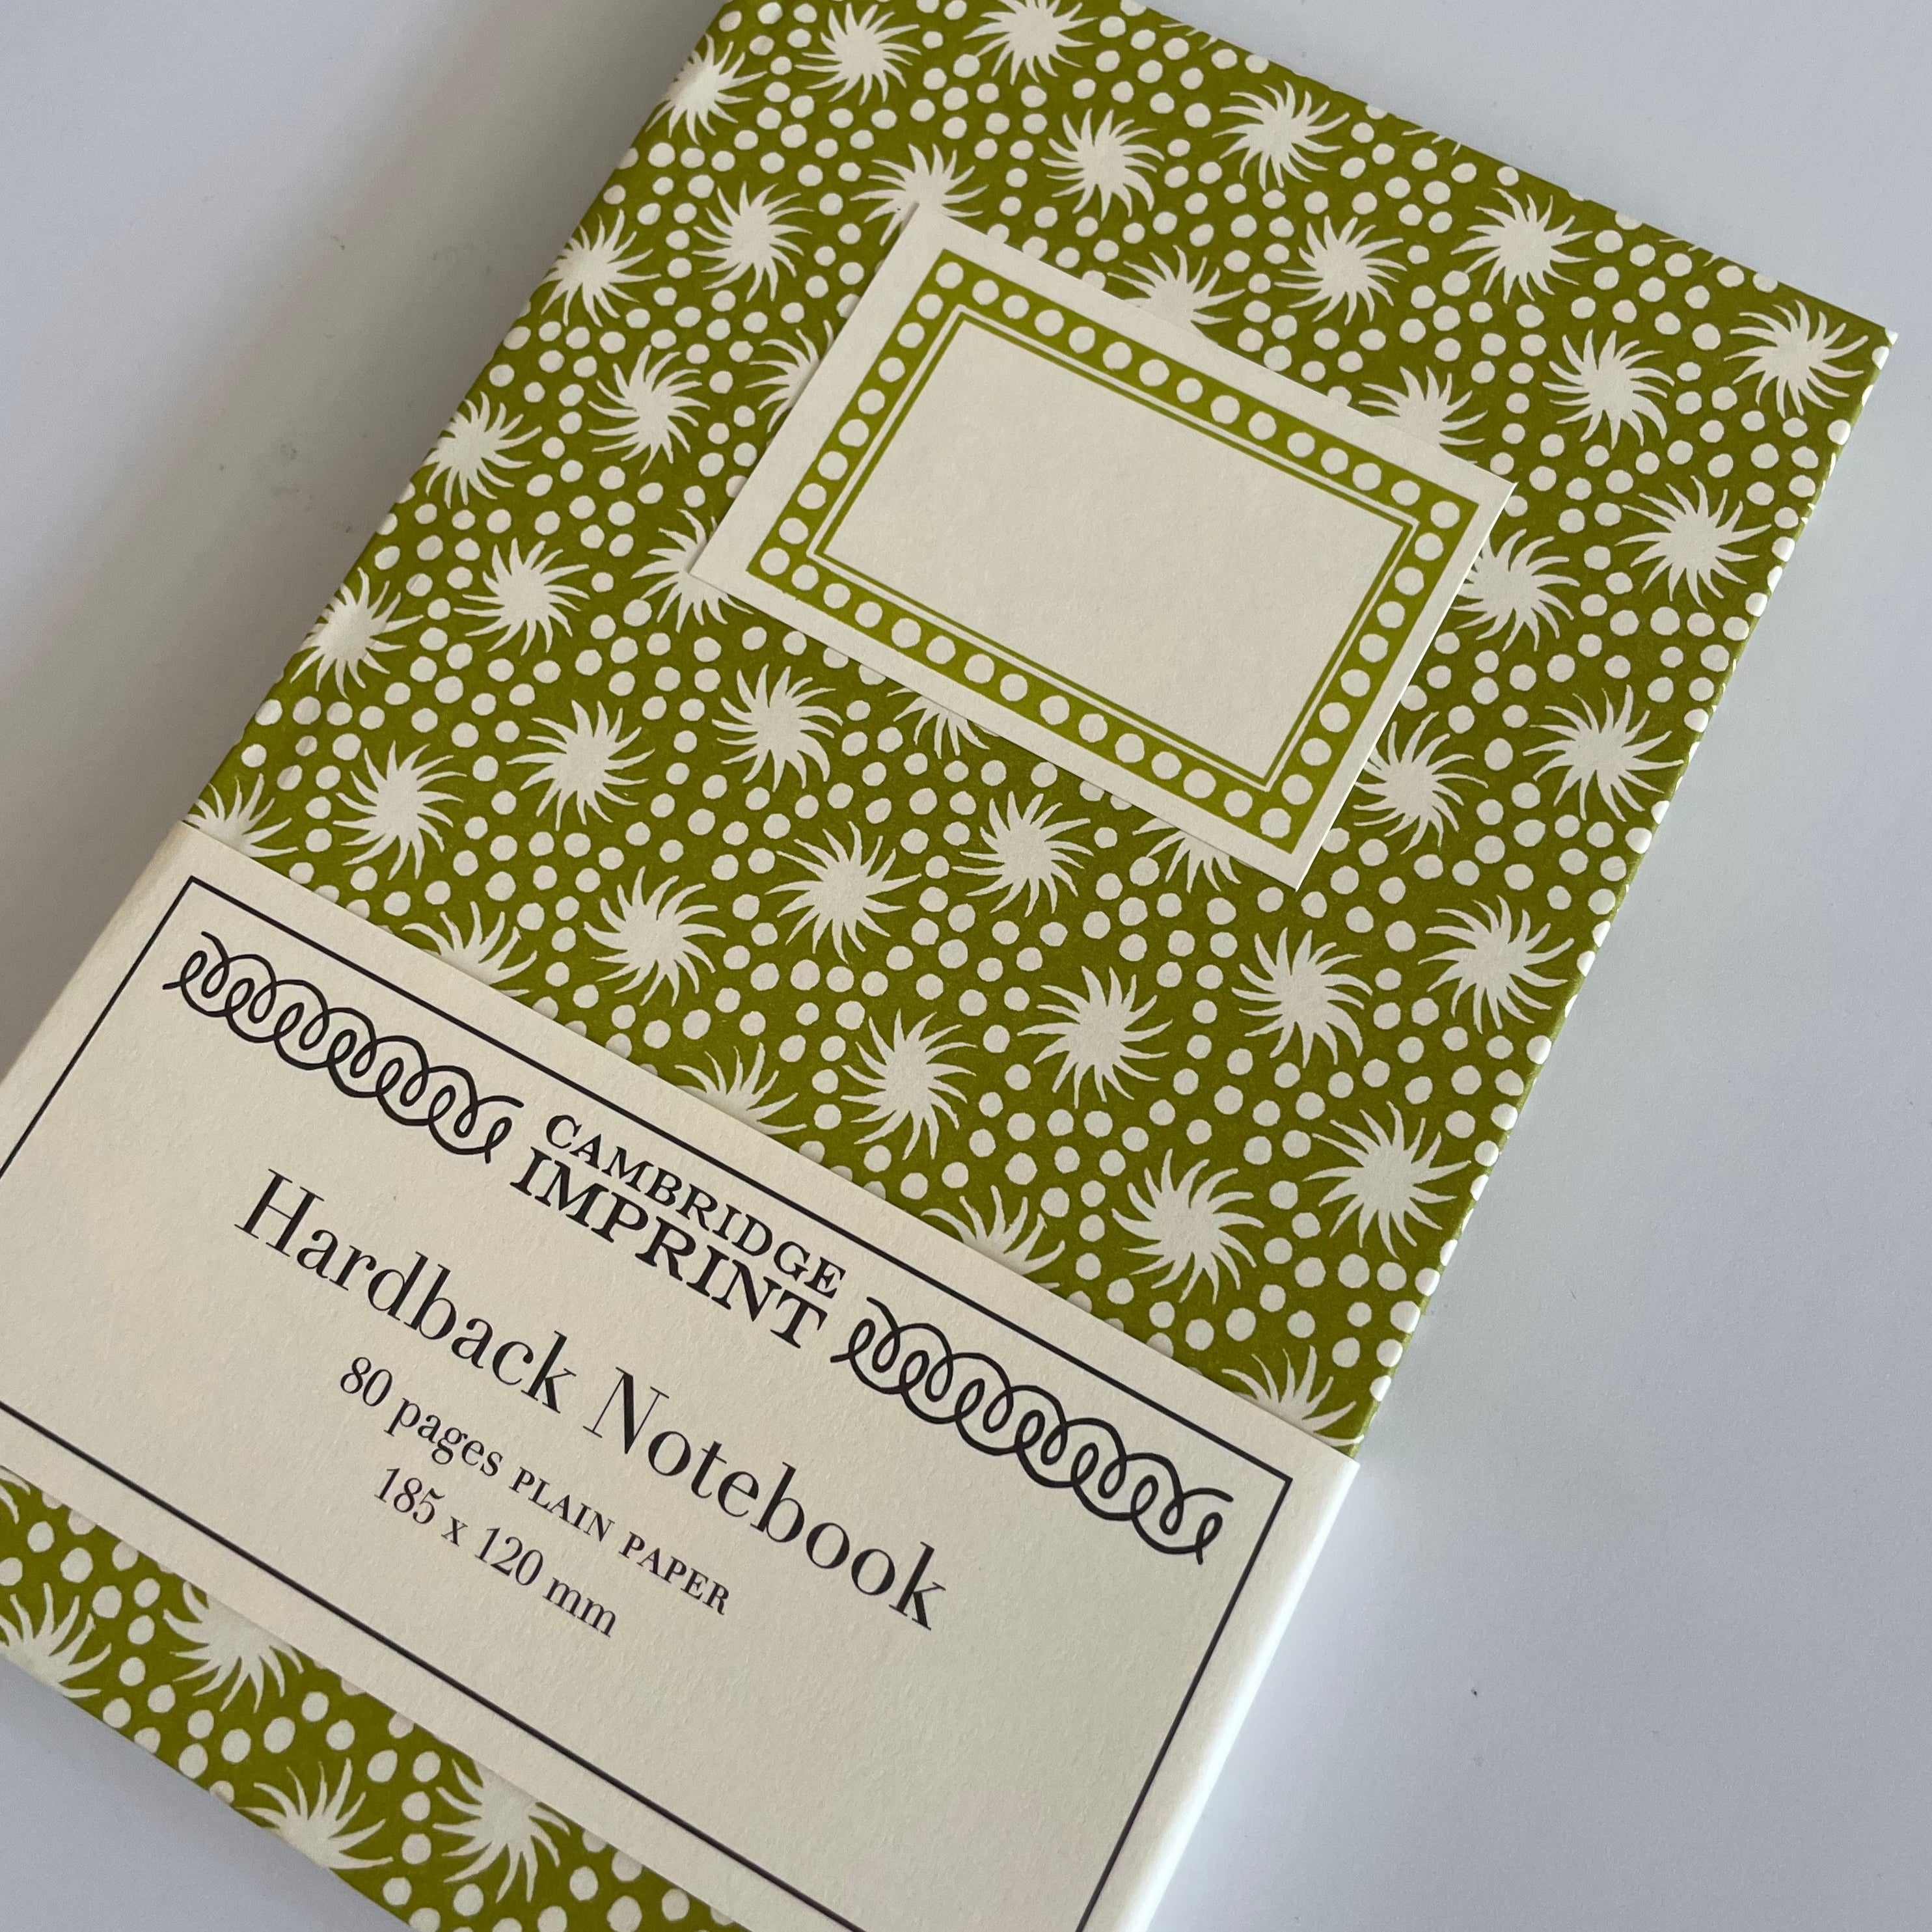 CAMBRIDGE
IMPRINT
Hardback Notebook
80 pages PLAIN PAPER
185 x 120 mm